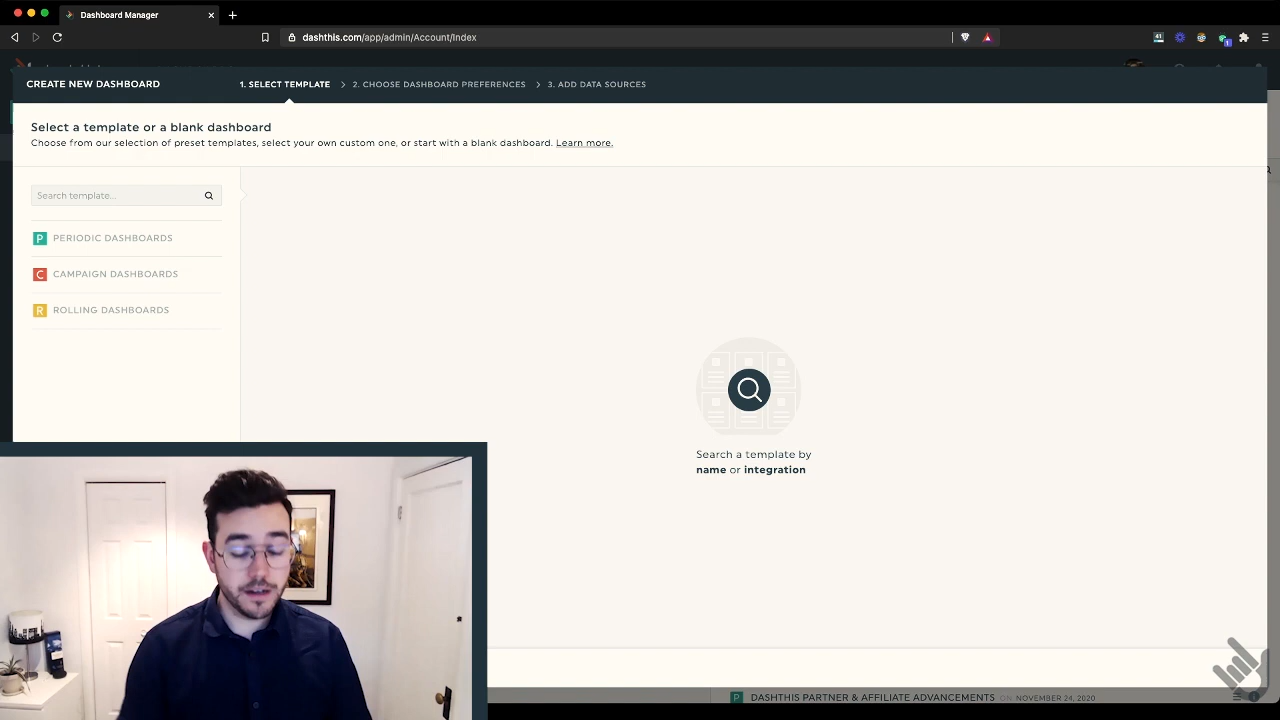 Dashboard Manager
dashthis.com/app/admin/Account/Index
41
1
CREATE NEW DASHBOARD
1. SELECT TEMPLATE > 2. CHOOSE DASHBOARD PREFERENCES > 3. ADD DATA SOURCES
Select a template or a blank dashboard
Choose from our selection of preset templates, select your own custom one, or start with a blank dashboard. Learn more.
Search template...
P PERIODIC DASHBOARDS
C CAMPAIGN DASHBOARDS
R ROLLING DASHBOARDS
Search a template by
name or integration
P DASHTHIS PARTNER & AFFILIATE ADVANCEMENTS ON NOVEMBER 24, 2020